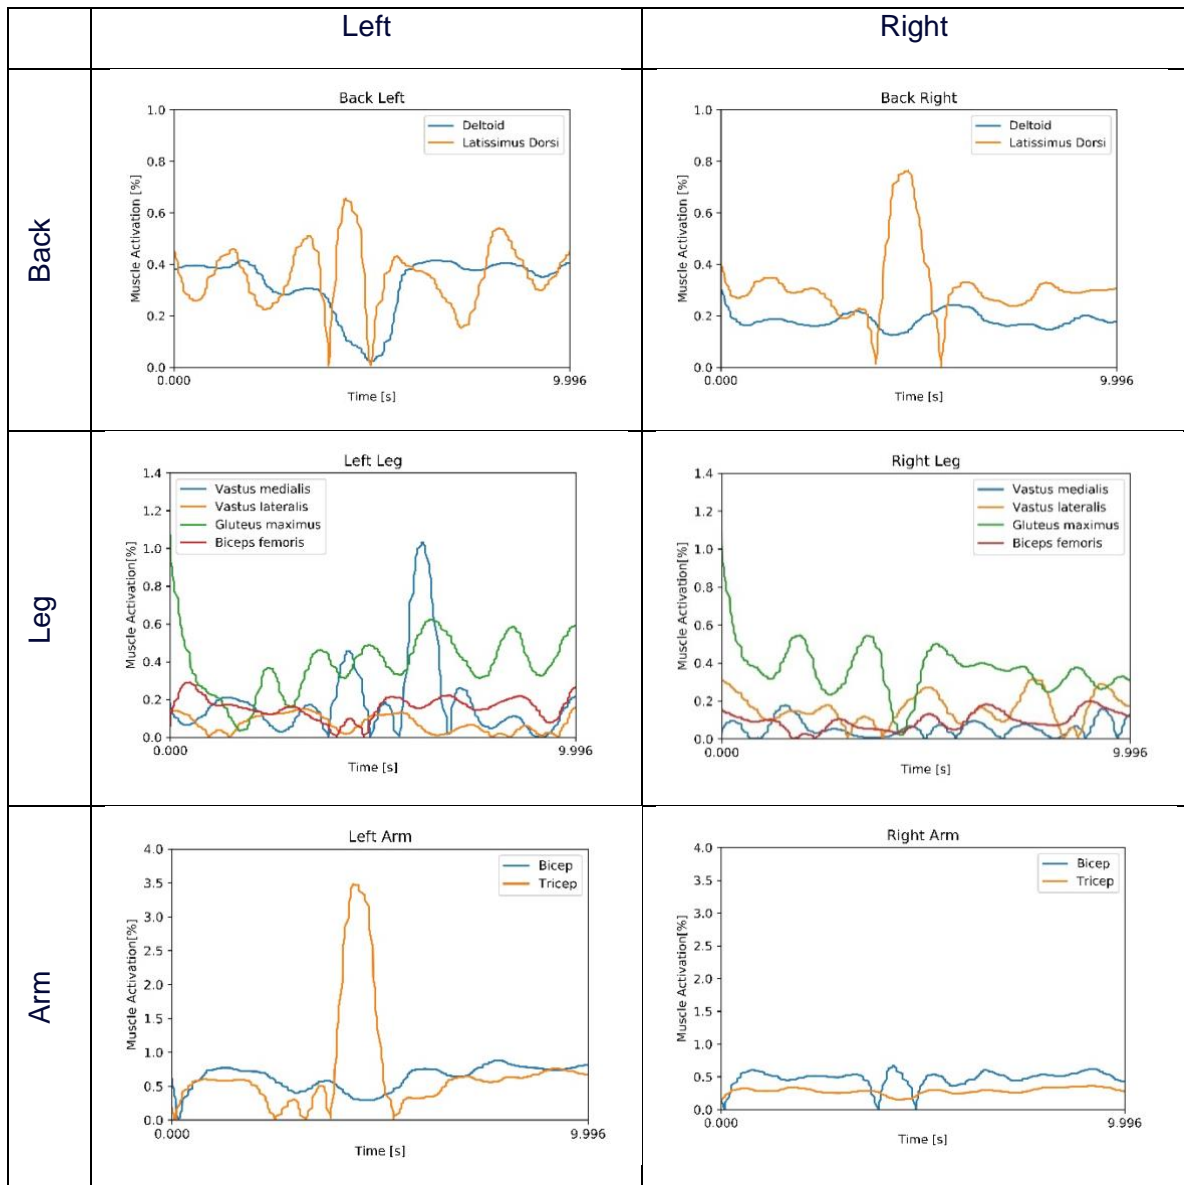 Left
Right
Back
Back Left
1.0
0.8
0.6
0.4
0.2
0.0
Muscle Activation [%]
Deltoid
Latissimus Dorsi
0.000
9.996
Time [s]
Back Right
1.0
0.8
0.6
0.4
0.2
0.0
Muscle Activation [%]
Deltoid
Latissimus Dorsi
0.000
9.996
Time [s]
Leg
Left Leg
1.4
1.2
1.0
0.8
0.6
0.4
0.2
0.0
Muscle Activation[%]
Vastus medialis
Vastus lateralis
Gluteus maximus
Biceps femoris
0.000
9.996
Time [s]
Right Leg
1.4
1.2
1.0
0.8
0.6
0.4
0.2
0.0
Muscle Activation[%]
Vastus medialis
Vastus lateralis
Gluteus maximus
Biceps femoris
0.000
9.996
Time [s]
Arm
Left Arm
4.0
3.5
3.0
2.5
2.0
1.5
1.0
0.5
0.0
Muscle Activation[%]
Bicep
Tricep
0.000
9.996
Time [s]
Right Arm
4.0
3.5
3.0
2.5
2.0
1.5
1.0
0.5
0.0
Muscle Activation[%]
Bicep
Tricep
0.000
9.996
Time [s]